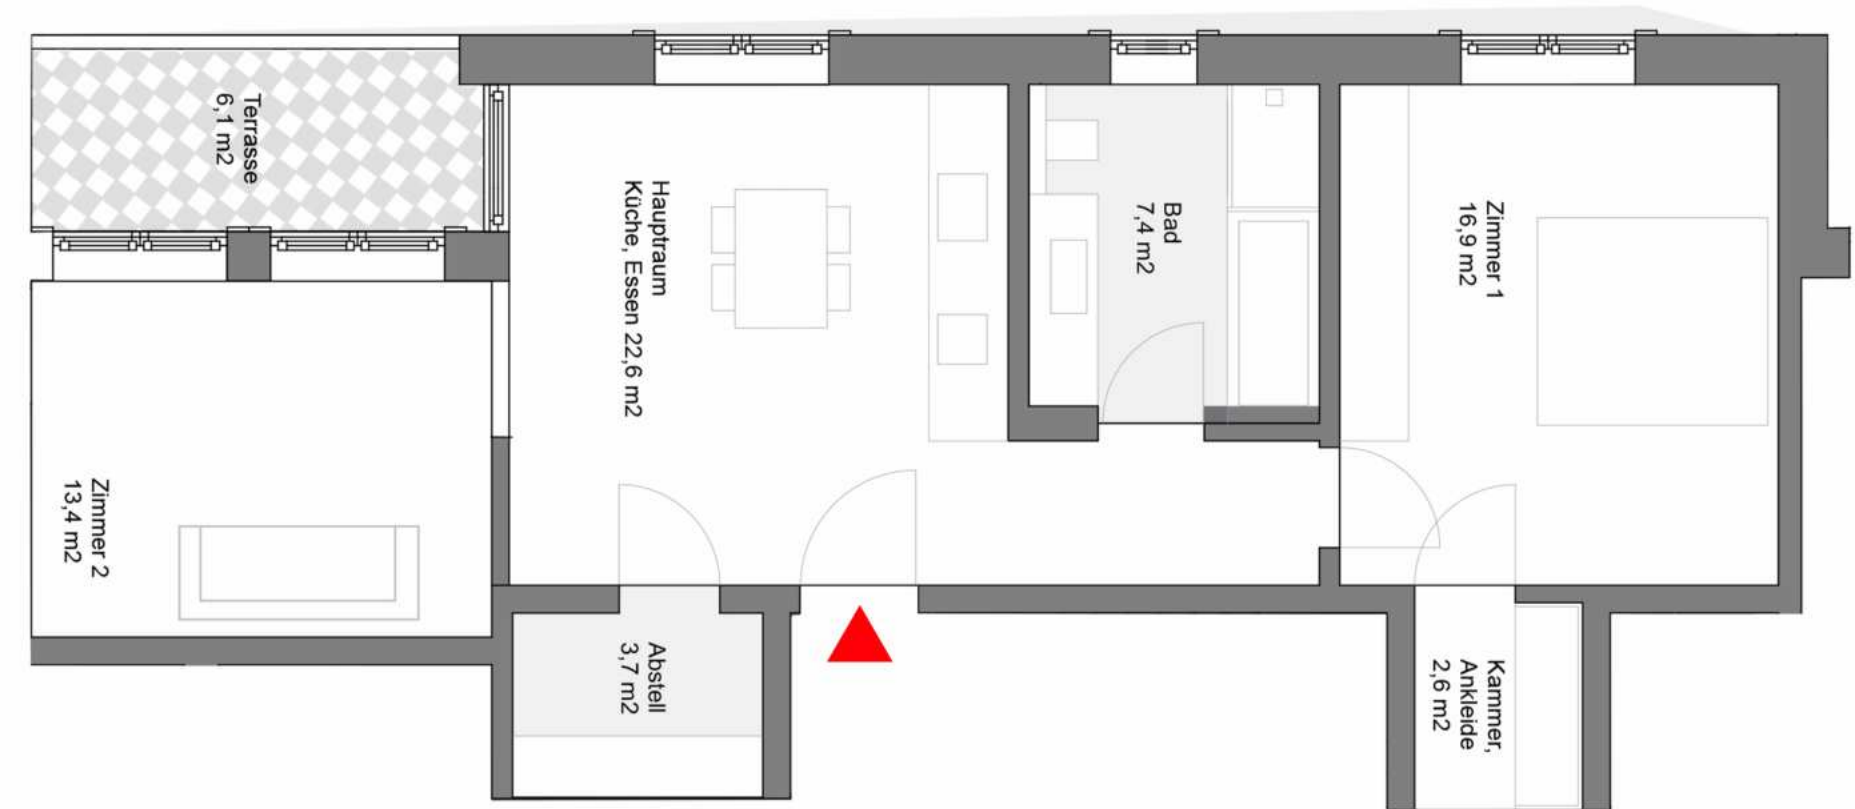 Terrasse
6,1 m2
Hauptraum
Küche, Essen 22,6 m2
Bad
7,4 m2
Zimmer 1
16,9 m2
Zimmer 2
13,4 m2
Abstell
3,7 m2
Kammer,
Ankleide
2,6 m2